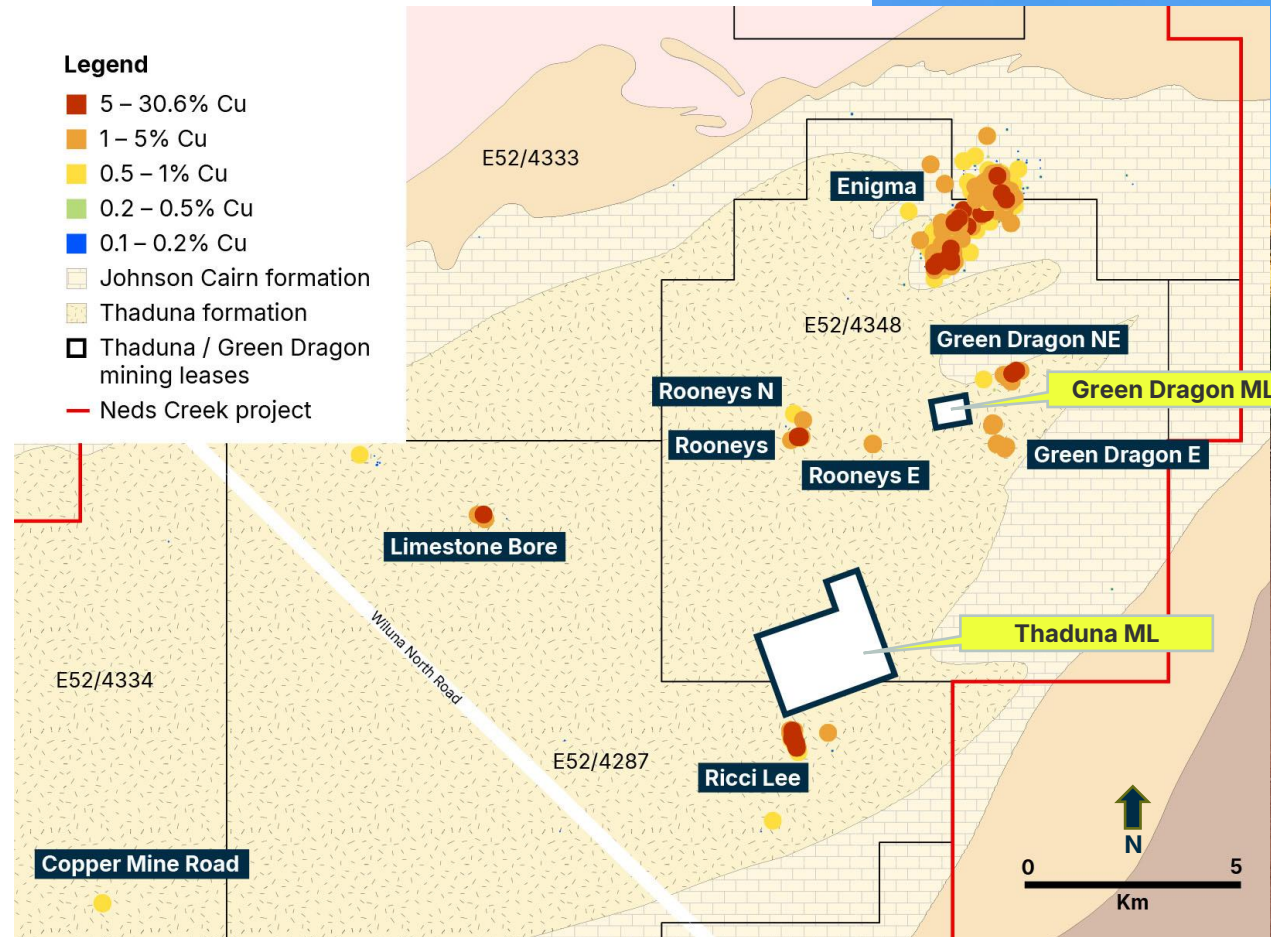 Legend
5 – 30.6% Cu
1 – 5% Cu
0.5 – 1% Cu
0.2 – 0.5% Cu
0.1 – 0.2% Cu
Johnson Cairn formation
Thaduna formation
Thaduna / Green Dragon
mining leases
Neds Creek project
E52/4333
Enigma
E52/4348
Green Dragon NE
Rooneys N
Green Dragon ML
Rooneys
Green Dragon E
Rooneys E
Limestone Bore
Wiluna North Road
Thaduna ML
E52/4334
E52/4287
Ricci Lee
Copper Mine Road
N
0 5
Km